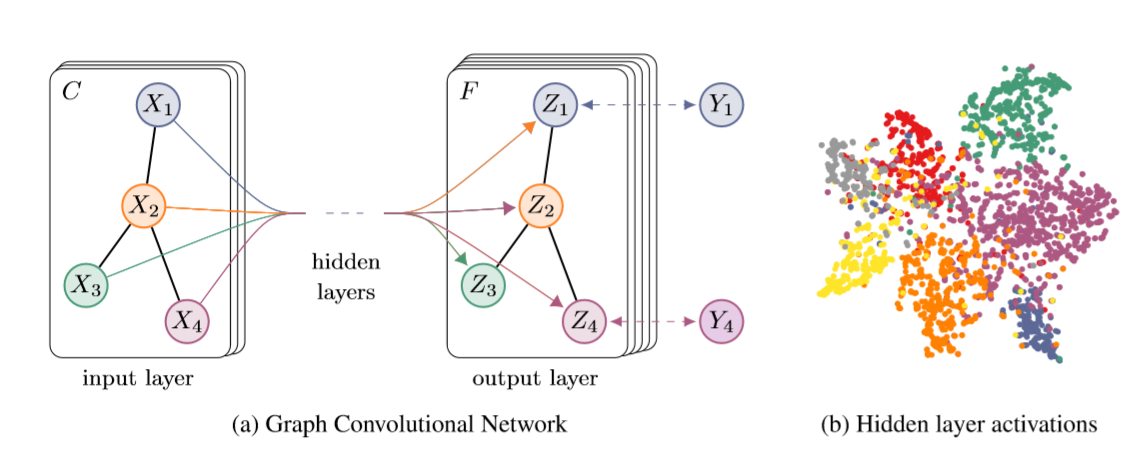 C
X₁
X₂
X₃
X₄
input layer
hidden
layers
F
Z₁
Z₂
Z₃
Z₄
output layer
Y₁
Y₄
(a) Graph Convolutional Network
(b) Hidden layer activations